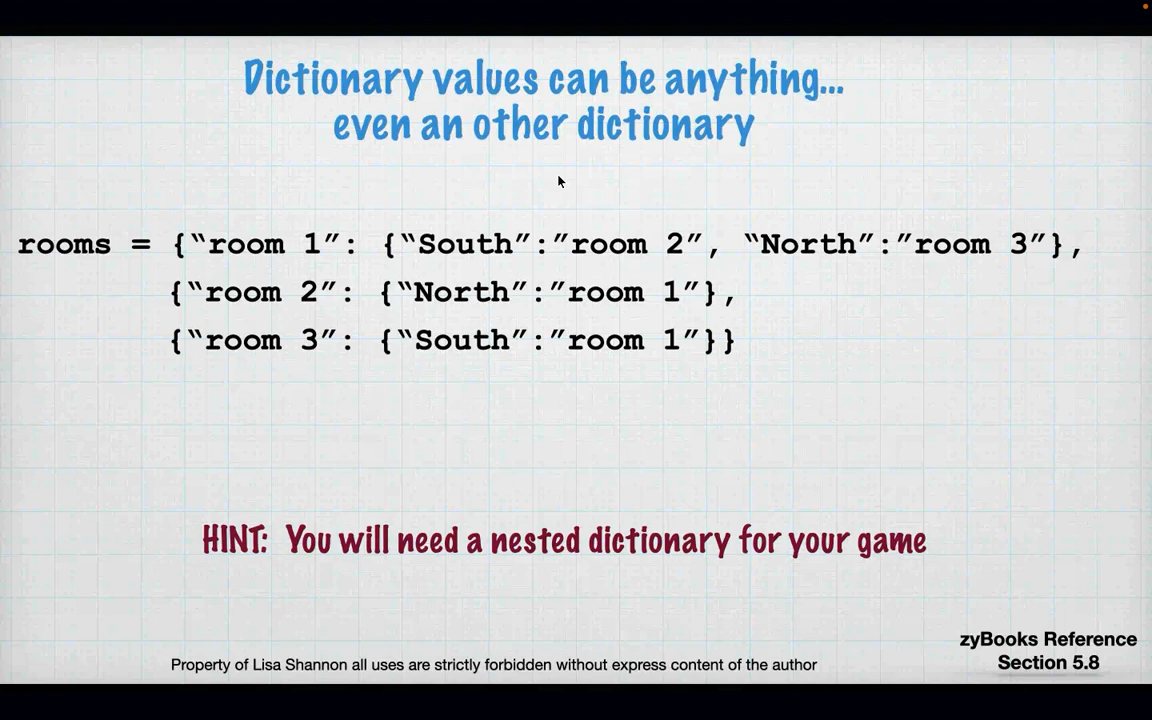 Dictionary values can be anything...
even an other dictionary
rooms = {“room 1”: {“South”:”room 2”, “North”:”room 3”},
{“room 2”: {“North”:”room 1”},
{“room 3”: {“South”:”room 1”}}
HINT: You will need a nested dictionary for your game
zyBooks Reference
Section 5.8
Property of Lisa Shannon all uses are strictly forbidden without express content of the author